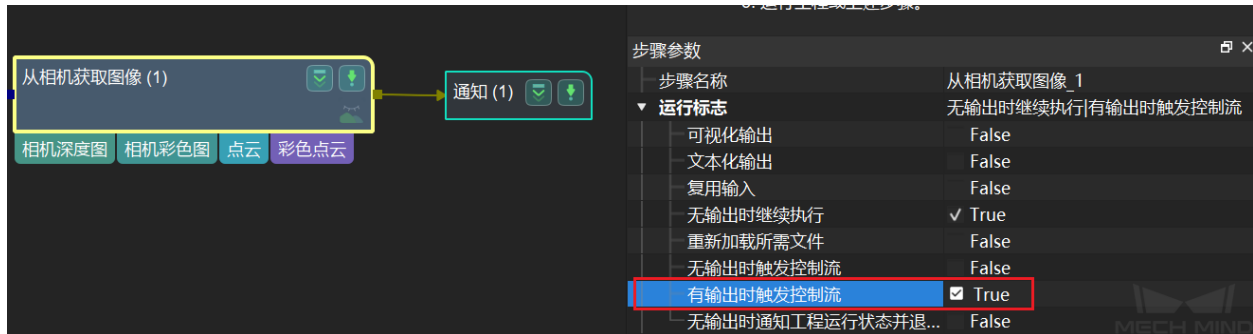 步骤参数
从相机获取图像 (1)
通知 (1)
相机深度图 相机彩色图 点云 彩色点云
步骤名称 从相机获取图像_1
运行标志 无输出时继续执行|有输出时触发控制流
可视化输出 False
文本化输出 False
复用输入 False
无输出时继续执行 True
重新加载所需文件 False
无输出时触发控制流 False
有输出时触发控制流 True
无输出时通知工程运行状态并退... False
MECH MIND